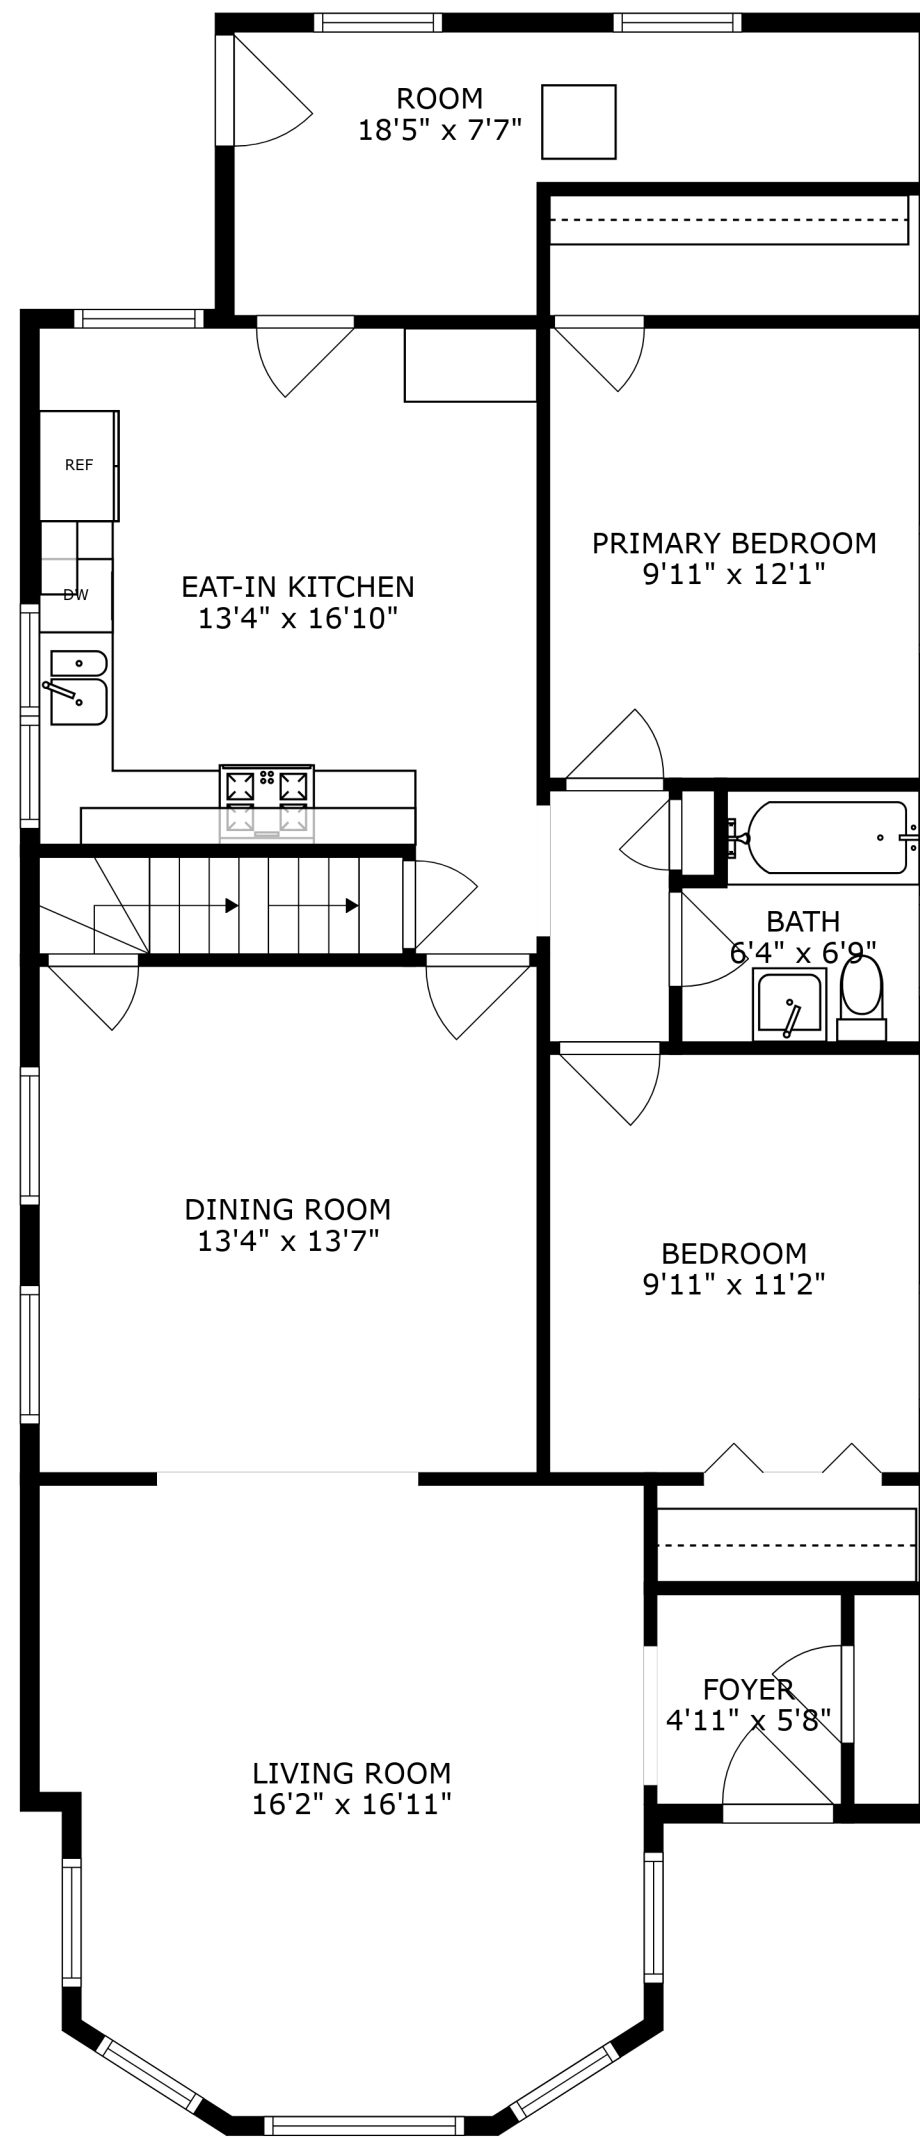 ROOM
18'5" x 7'7"
REF
PRIMARY BEDROOM
9'11" x 12'1"
EAT-IN KITCHEN
13'4" x 16'10"
DW
BATH
6'4" x 6'9"
DINING ROOM
13'4" x 13'7"
BEDROOM
9'11" x 11'2"
FOYER
4'11" x 5'8"
LIVING ROOM
16'2" x 16'11"